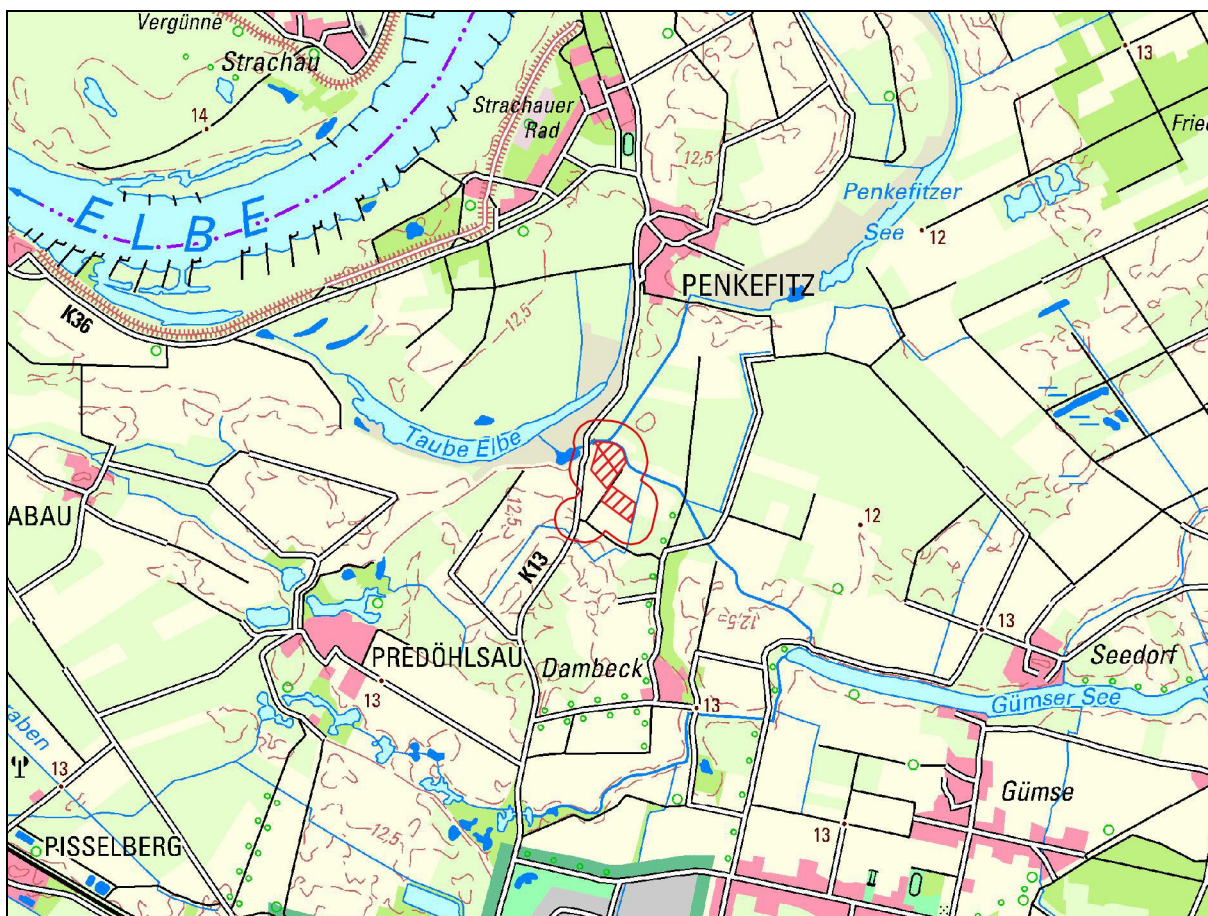 Vergünne
Strachau
14
ELBE
K36
Strachauer
Rad
12,5
13
Frie
Penkefitzer
See
12
PENKEFITZ
12,5
Taube Elbe
ABAU
12,5
K13
12
12,5
PREDÖHLSAU
13
Dambeck
13
13
Seedorf
Gümser See
raben
13
12,5
PISSELBERG
Gümse
13